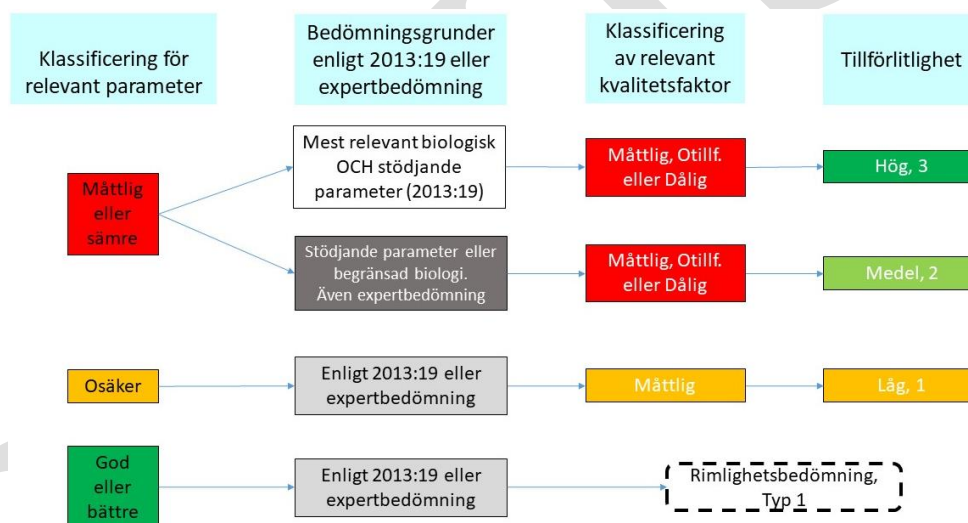 Klassificering för
relevant parameter
Bedömningsgrunder
enligt 2013:19 eller
expertbedömning
Klassificering
av relevant
kvalitetsfaktor
Tillförlitlighet
Måttlig
eller
sämre
Mest relevant biologisk
OCH stödjande
parameter (2013:19)
Måttlig, Otillf.
eller Dålig
Hög, 3
Stödjande parameter eller
begränsad biologi.
Även expertbedömning
Måttlig, Otillf.
eller Dålig
Medel, 2
Osäker
Enligt 2013:19 eller
expertbedömning
Måttlig
Låg, 1
God
eller
bättre
Enligt 2013:19 eller
expertbedömning
Rimlighetsbedömning,
Typ 1